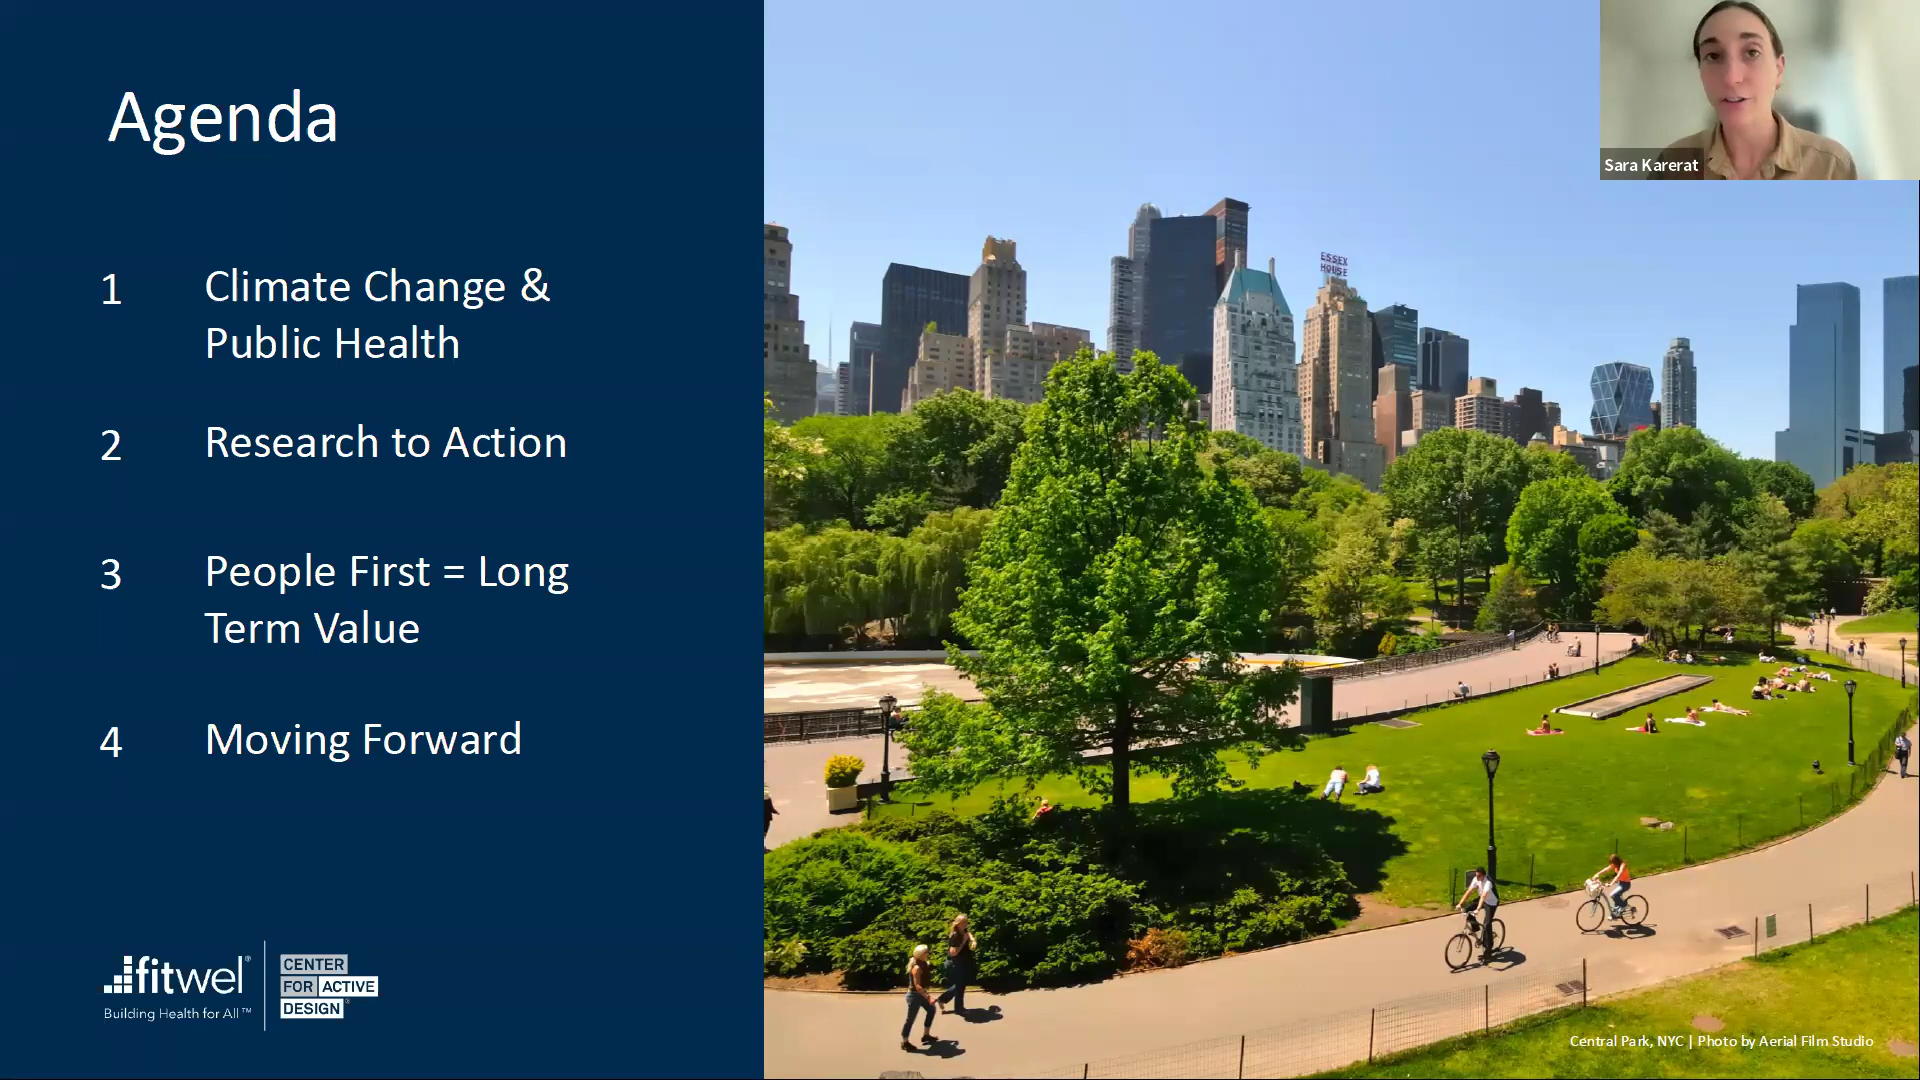 Agenda
1
Climate Change &
Public Health
2
Research to Action
3
People First = Long
Term Value
4
Moving Forward
fitwel®
Building Health for All™
CENTER
FOR ACTIVE
DESIGN®
Sara Karerat
ESSEX
HOUSE
Central Park, NYC | Photo by Aerial Film Studio